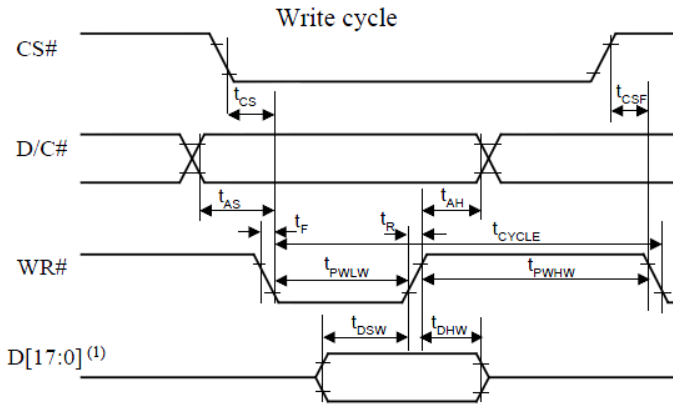 Write cycle
CS#
tCS
tCSF
D/C#
tAS
tF
tR
tAH
tCYCLE
WR#
tPWLW
tPWHW
tDSW
tDHW
D[17:0] (1)